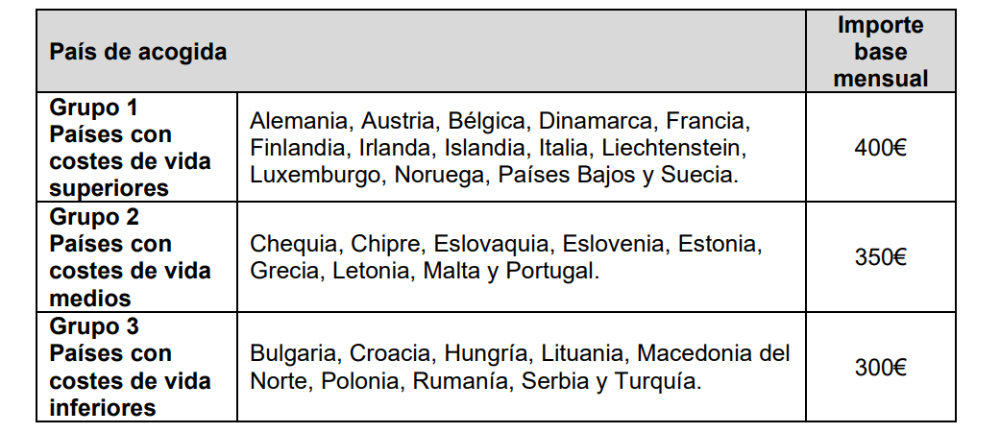 País de acogida
Importe
base
mensual
Grupo 1
Países con
costes de vida
superiores
Alemania, Austria, Bélgica, Dinamarca, Francia,
Finlandia, Irlanda, Islandia, Italia, Liechtenstein,
Luxemburgo, Noruega, Países Bajos y Suecia.
400€
Grupo 2
Países con
costes de vida
medios
Chequia, Chipre, Eslovaquia, Eslovenia, Estonia,
Grecia, Letonia, Malta y Portugal.
350€
Grupo 3
Países con
costes de vida
inferiores
Bulgaria, Croacia, Hungría, Lituania, Macedonia del
Norte, Polonia, Rumanía, Serbia y Turquía.
300€